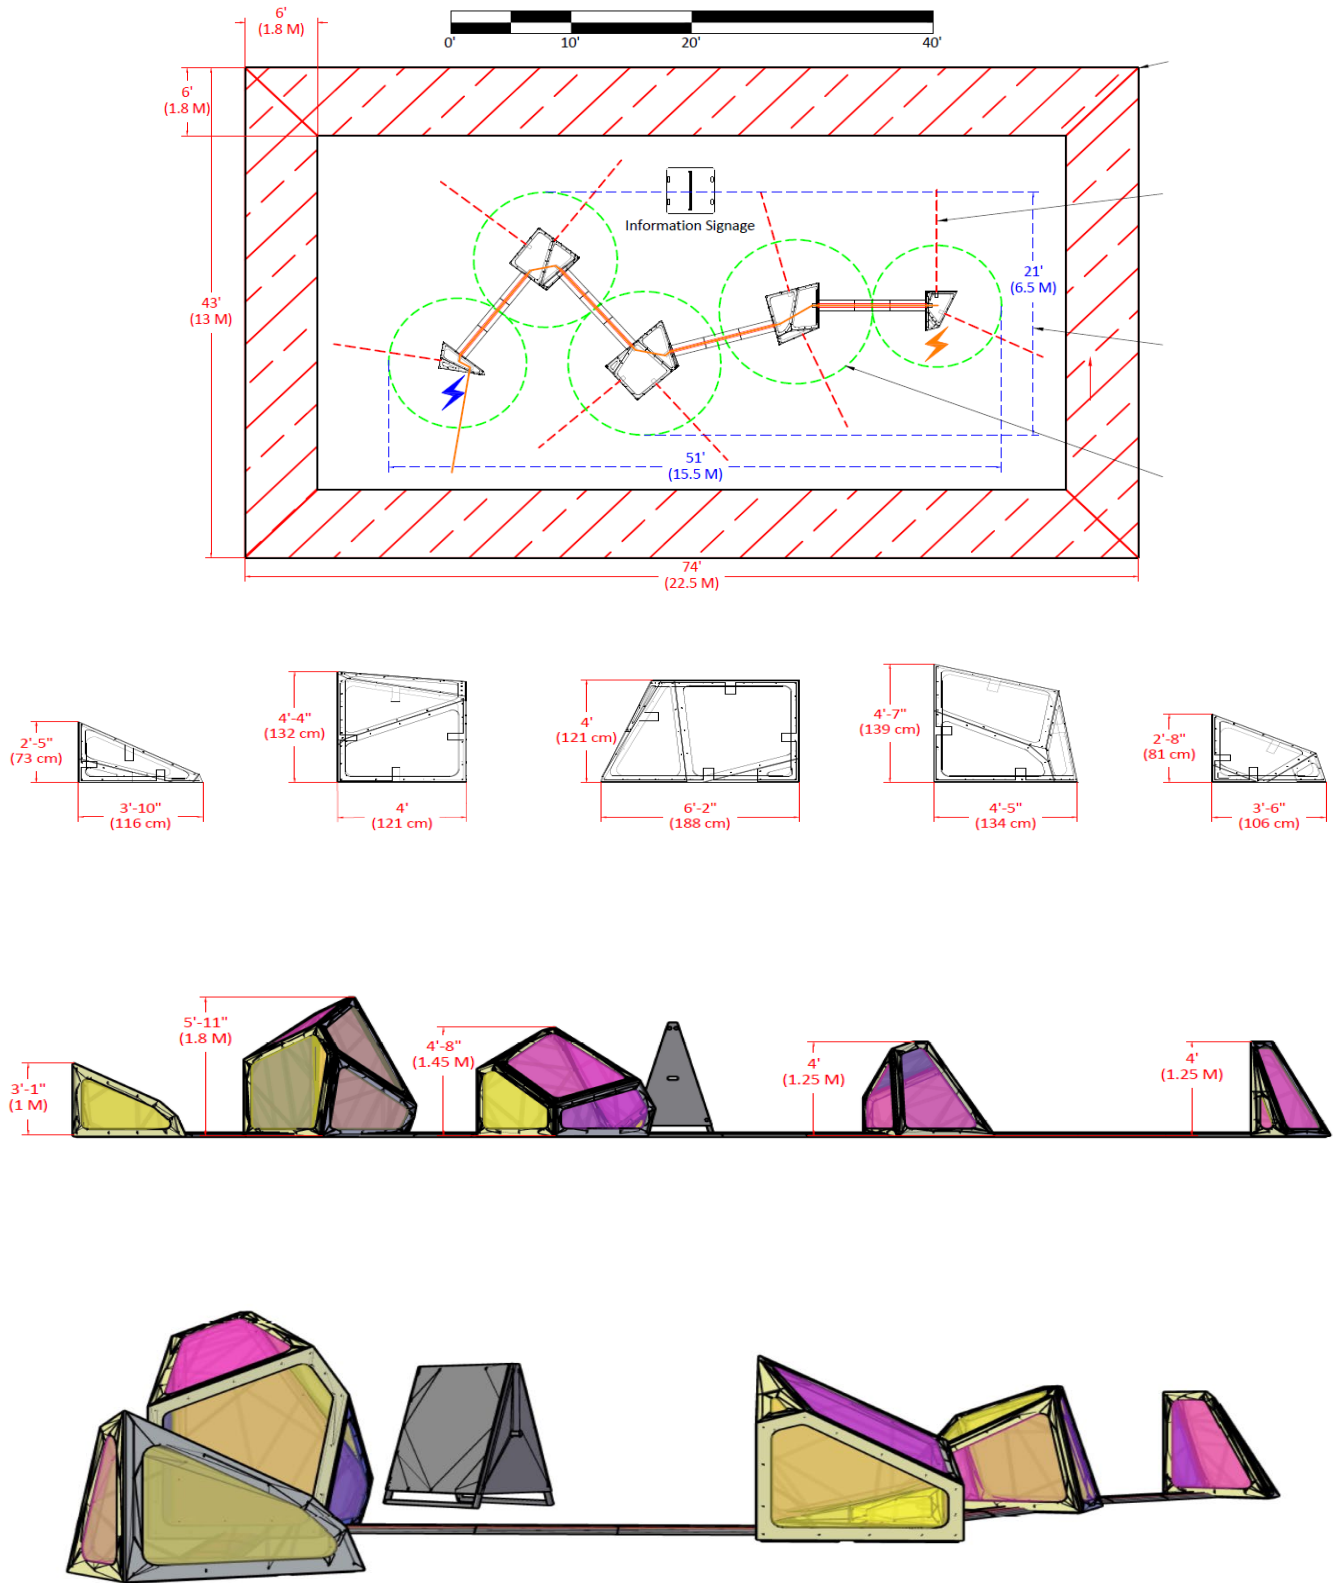 6'
(1.8 M)
0'
10'
20'
40'
6'
(1.8 M)
Information Signage
21'
(6.5 M)
43'
(13 M)
51'
(15.5 M)
74'
(22.5 M)
2'-5"
(73 cm)
3'-10"
(116 cm)
4'-4"
(132 cm)
4'
(121 cm)
4'
(121 cm)
6'-2"
(188 cm)
4'-7"
(139 cm)
4'-5"
(134 cm)
2'-8"
(81 cm)
3'-6"
(106 cm)
3'-1"
(1 M)
5'-11"
(1.8 M)
4'-8"
(1.45 M)
4'
(1.25 M)
4'
(1.25 M)